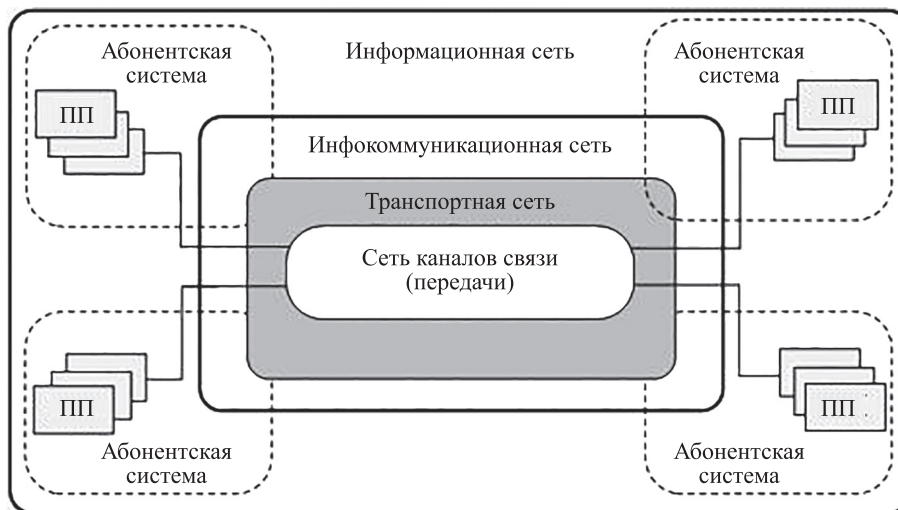 Информационная сеть
Абонентская
система
ПП
Абонентская
система
ПП
Инфокоммуникационная сеть
Транспортная сеть
Сеть каналов связи
(передачи)
ПП
Абонентская
система
ПП
Абонентская
система